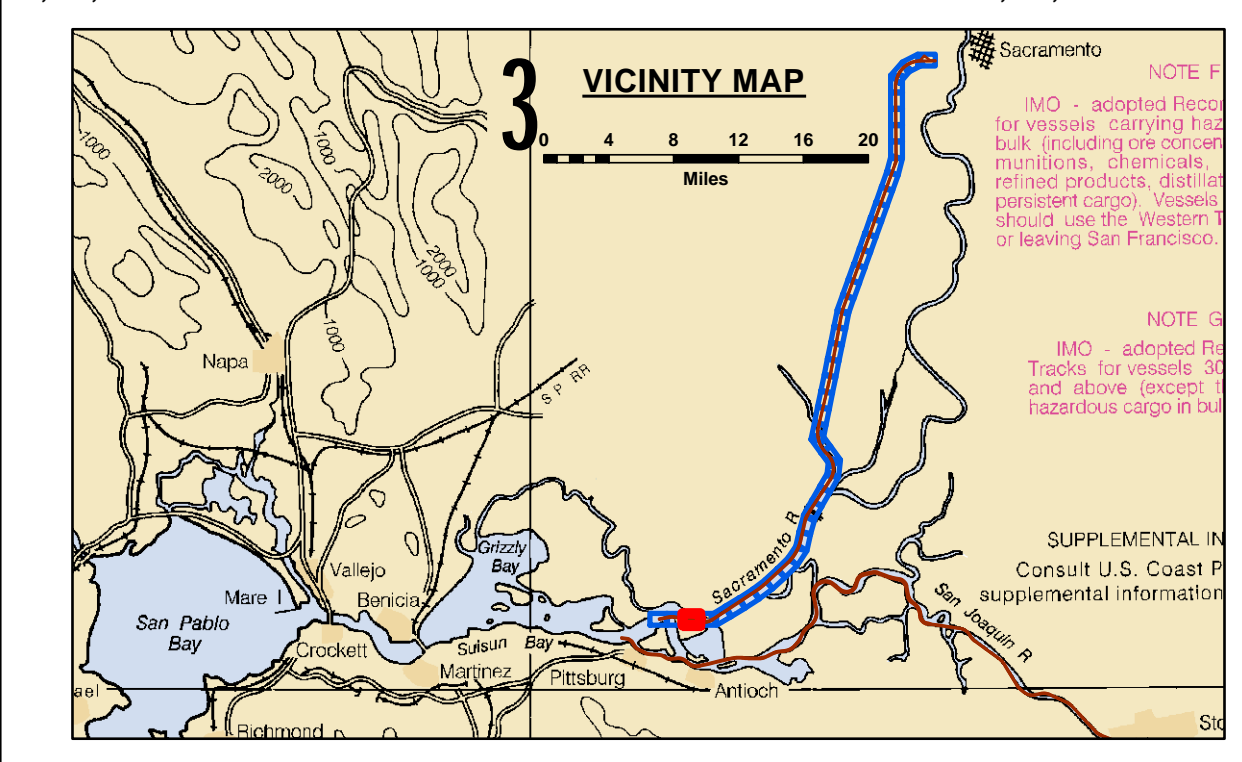 3
VICINITY MAP
0 4 8 12 16 20
Miles
Sacramento
NOTE F
IMO - adopted Recor
for vessels carrying haz
bulk (including ore concen
munitions, chemicals,
refined products, distillat
persistent cargo). Vessels
should use the Western T
or leaving San Francisco.
1000
1000
2000
2000
1000
1000
NOTE G
IMO - adopted Re
Tracks for vessels 30
and above (except t
hazardous cargo in bul
Napa
S P RR
Grizzly
Bay
Sacramento R
SUPPLEMENTAL IN
Consult U.S. Coast P
supplemental information
Vallejo
Mare I
Benicia
San Pablo
Bay
Crockett
Suisun Bay
Martinez
Pittsburg
Antioch
San Joaquin R
ael
Richmond
Sto